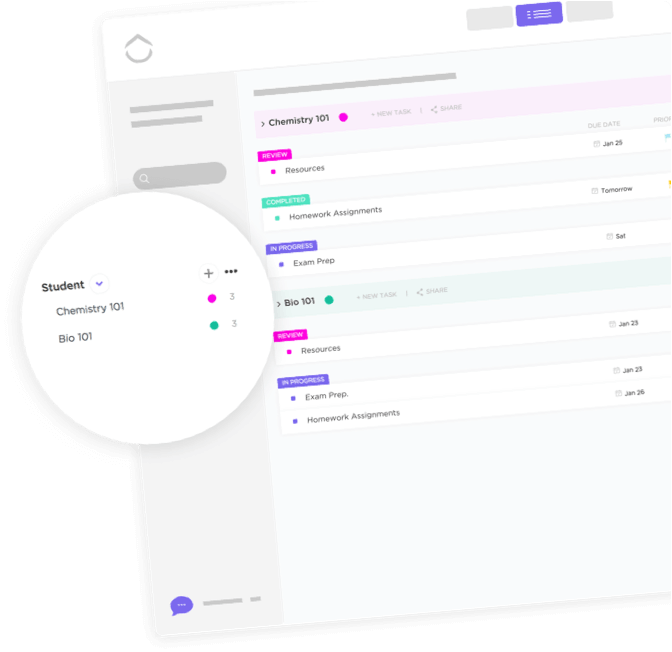 Chemistry 101
+ NEW TASK | SHARE
DUE DATE
REVIEW
Resources
Jan 25
COMPLETED
Homework Assignments
Tomorrow
IN PROGRESS
Exam Prep
Sat
Bio 101
+ NEW TASK | SHARE
REVIEW
Resources
Jan 23
IN PROGRESS
Exam Prep.
Jan 23
Homework Assignments
Jan 26
Student
Chemistry 101
3
Bio 101
3